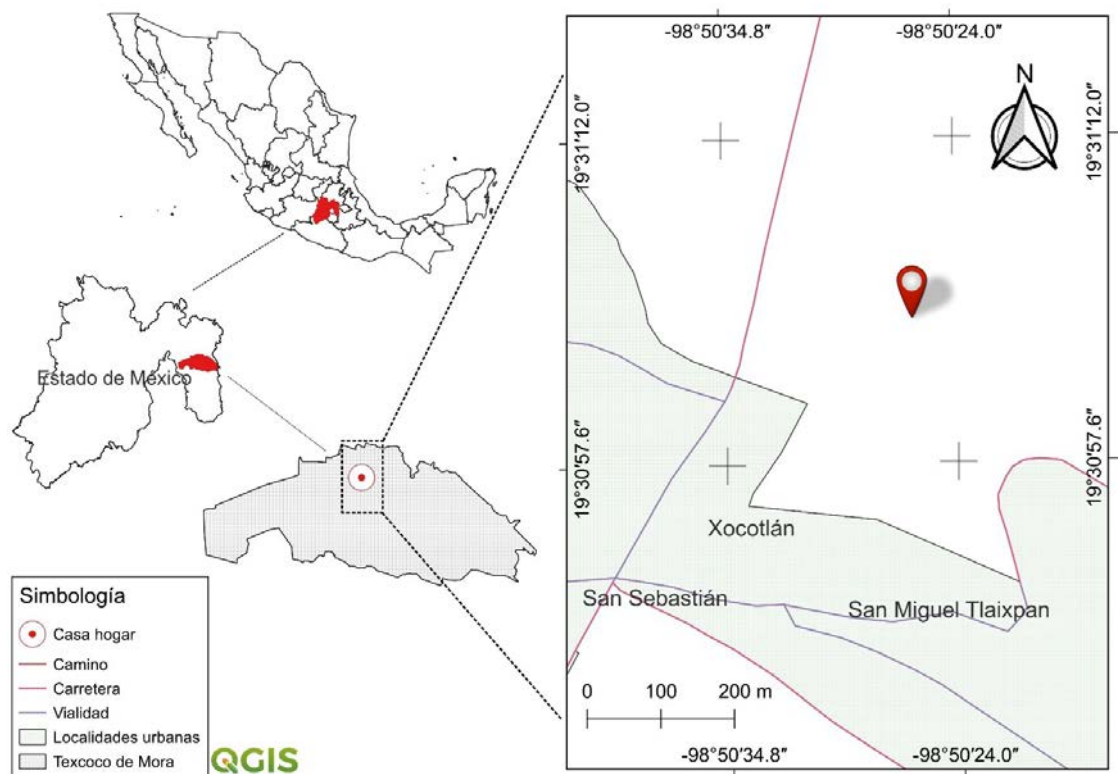 Estado de México
Simbología
Casa hogar
Camino
Carretera
Vialidad
Localidades urbanas
Texcoco de Mora
QGIS
-98°50′34.8″ -98°50′24.0″
N
19°31′12.0″ 19°31′12.0″
19°30′57.6″ 19°30′57.6″
Xocotlán
San Sebastián
San Miguel Tlaixpan
0 100 200 m
-98°50′34.8″ -98°50′24.0″